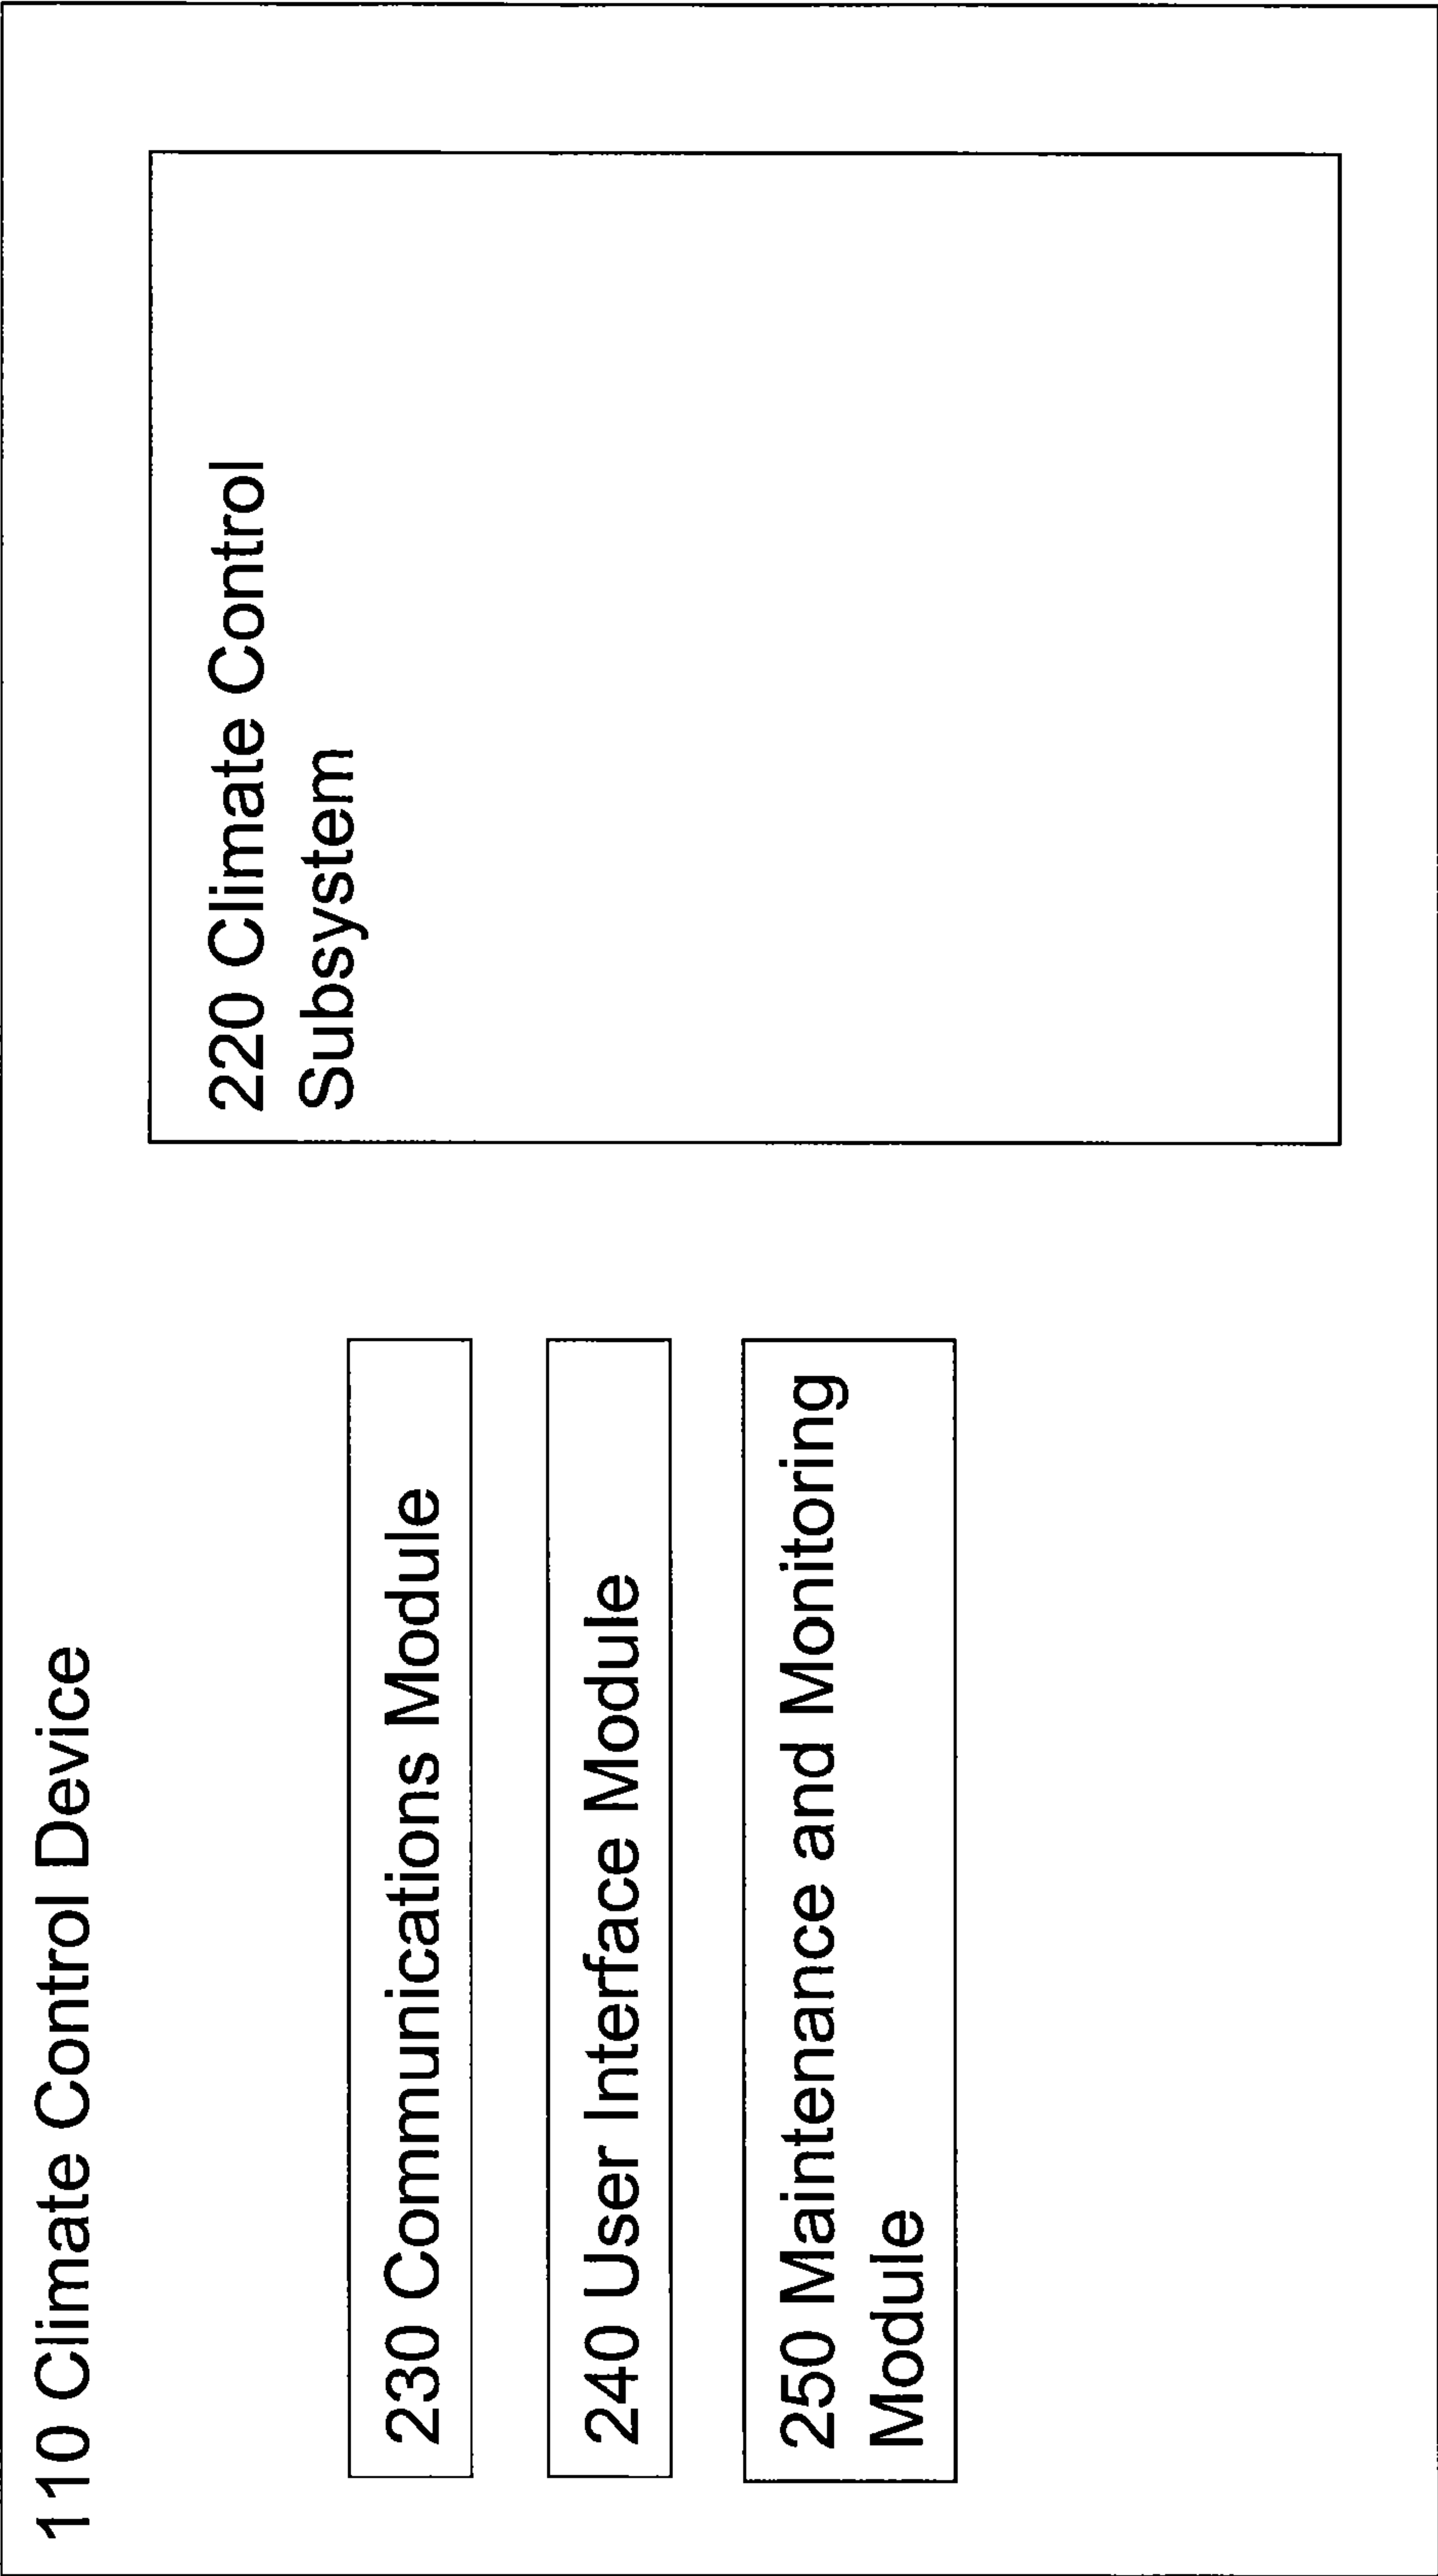 110 Climate Control Device
230 Communications Module
240 User Interface Module
250 Maintenance and Monitoring
Module
220 Climate Control
Subsystem